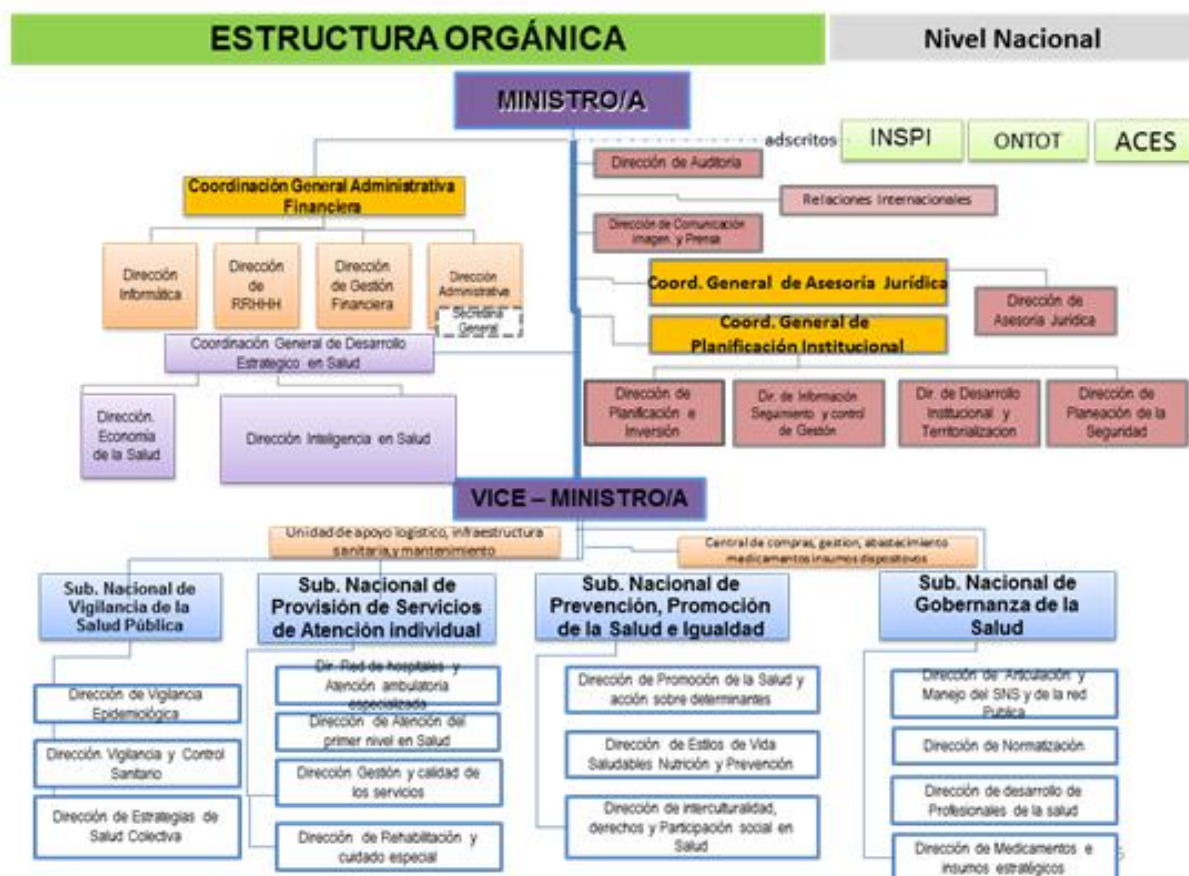 ESTRUCTURA ORGÁNICA
Nivel Nacional
MINISTRO/A
adscritos
INSPI
ONTOT
ACES
Dirección de Auditoria
Relaciones Internacionales
Dirección de Comunicación
imagen. y Prensa
Coordinación General Administrativa
Financiera
Dirección
Informática
Dirección
de
RRHHH
Dirección
de Gestión
Financiera
Dirección
Administrativa
Secretaria
General
Coord. General de Asesoría Jurídica
Dirección de
Asesoria Jurídica
Coord. General de
Planificación Institucional
Dirección de
Planificación e
Inversión
Dir. de Información
Seguimiento y control
de Gestión
Dir. de Desarrollo
Institucional y
Territorializacion
Dirección de
Planeación de la
Seguridad
Coordinación General de Desarrollo
Estrategico en Salud
Dirección.
Economia
de la Salud
Dirección Inteligencia en Salud
VICE – MINISTRO/A
Unidad de apoyo logístico, infraestructura
sanitaria,y mantenimiento
Central de compras, gestion, abastecimiento
medicamentos insumos dispositovos
Sub. Nacional de
Vigilancia de la
Salud Pública
Dirección de Vigilancia
Epidemiológica
Dirección Vigilancia y Control
Sanitario
Dirección de Estrategias de
Salud Colectiva
Sub. Nacional de
Provisión de Servicios
de Atención individual
Dir. Red de hospitales y
Atención ambulatoria
especializada
Dirección de Atención del
primer nivel en Salud
Dirección Gestión y calidad de
los servicios
Dirección de Rehabilitación y
cuidado especial
Sub. Nacional de
Prevención, Promoción
de la Salud e Igualdad
Dirección de Promoción de la Salud y
acción sobre determinantes
Dirección de Estilos de Vida
Saludables Nutrición y Prevención
Dirección de interculturalidad,
derechos y Participación social en
Salud
Sub. Nacional de
Gobernanza de la
Salud
Dirección de Articulación y
Manejo del SNS y de la red
Publica
Dirección de Normatización
Dirección de desarrollo de
Profesionales de la salud
Dirección de Medicamentos e
insumos estratégicos